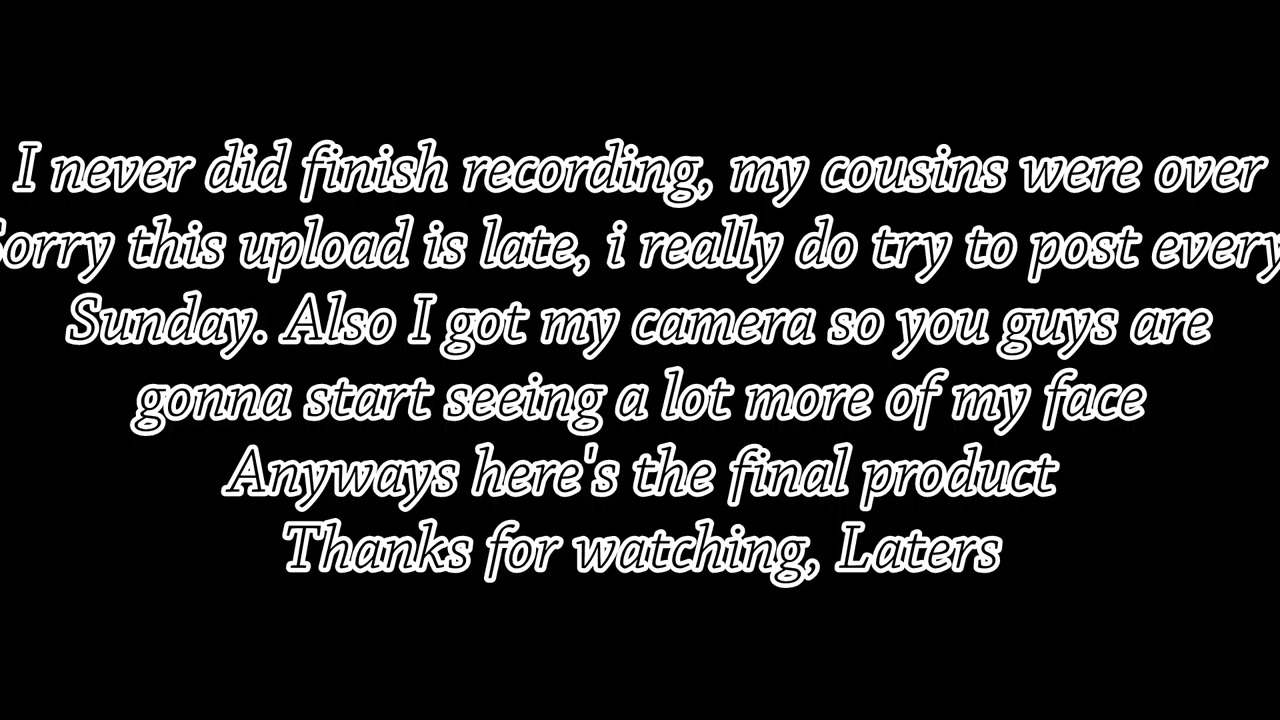 I never did finish recording, my cousins were over
Sorry this upload is late, i really do try to post every
Sunday. Also I got my camera so you guys are
gonna start seeing a lot more of my face
Anyways here's the final product
Thanks for watching, Laters